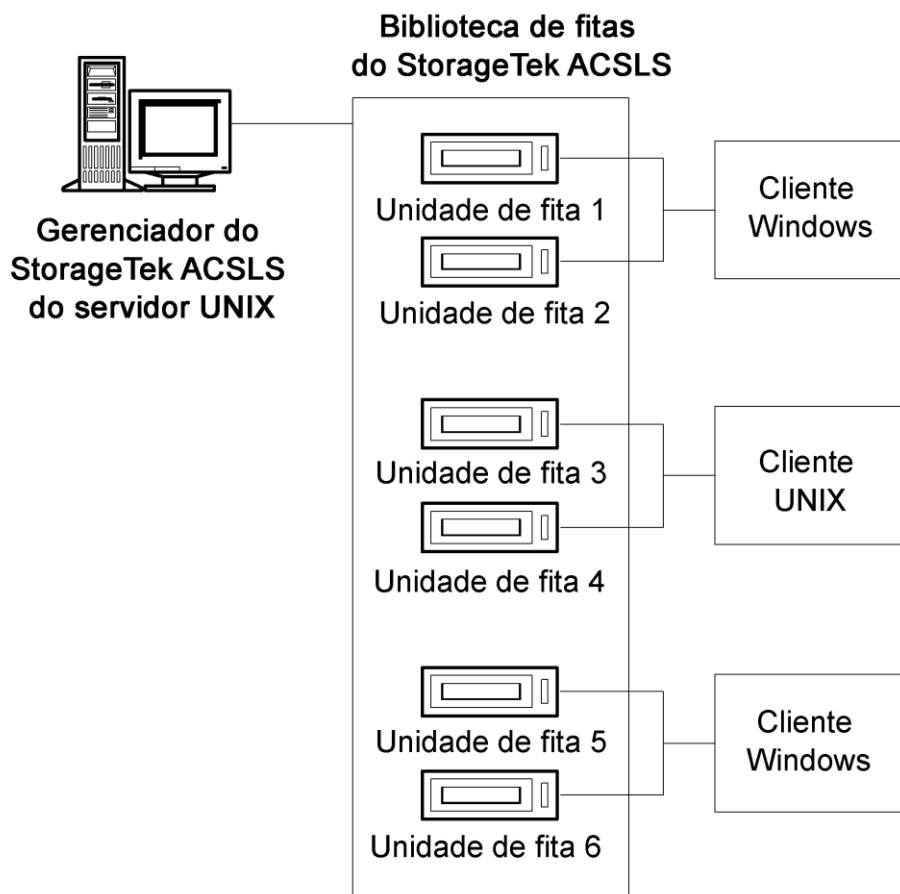 Biblioteca de fitas
do StorageTek ACSLS
Gerenciador do
StorageTek ACSLS
do servidor UNIX
Unidade de fita 1
Unidade de fita 2
Cliente
Windows
Unidade de fita 3
Unidade de fita 4
Cliente
UNIX
Unidade de fita 5
Unidade de fita 6
Cliente
Windows